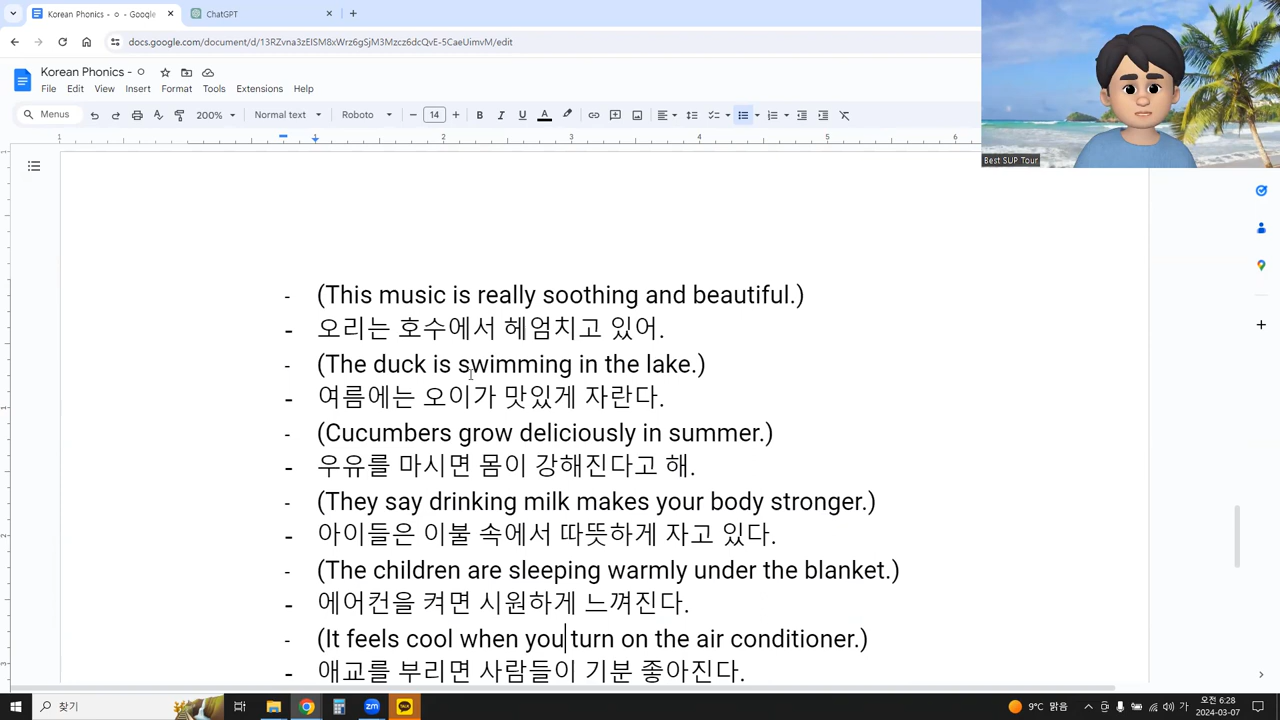 Korean Phonics - ㅇ - Google
ChatGPT
docs.google.com/document/d/13RZvna3zEISM8xWrz6gSjM3Mzcz6dcQvE-5CaeUimvM/edit
Korean Phonics - ㅇ
File Edit View Insert Format Tools Extensions Help
Menus 200% Normal text Roboto 14
1 1 2 3 4 5 6
Best SUP Tour
- (This music is really soothing and beautiful.)
- 오리는 호수에서 헤엄치고 있어.
- (The duck is swimming in the lake.)
- 여름에는 오이가 맛있게 자란다.
- (Cucumbers grow deliciously in summer.)
- 우유를 마시면 몸이 강해진다고 해.
- (They say drinking milk makes your body stronger.)
- 아이들은 이불 속에서 따뜻하게 자고 있다.
- (The children are sleeping warmly under the blanket.)
- 에어컨을 켜면 시원하게 느껴진다.
- (It feels cool when you turn on the air conditioner.)
- 애교를 부리면 사람들이 기분 좋아진다.
찾기
9°C 맑음
가
오전 6:28
2024-03-07